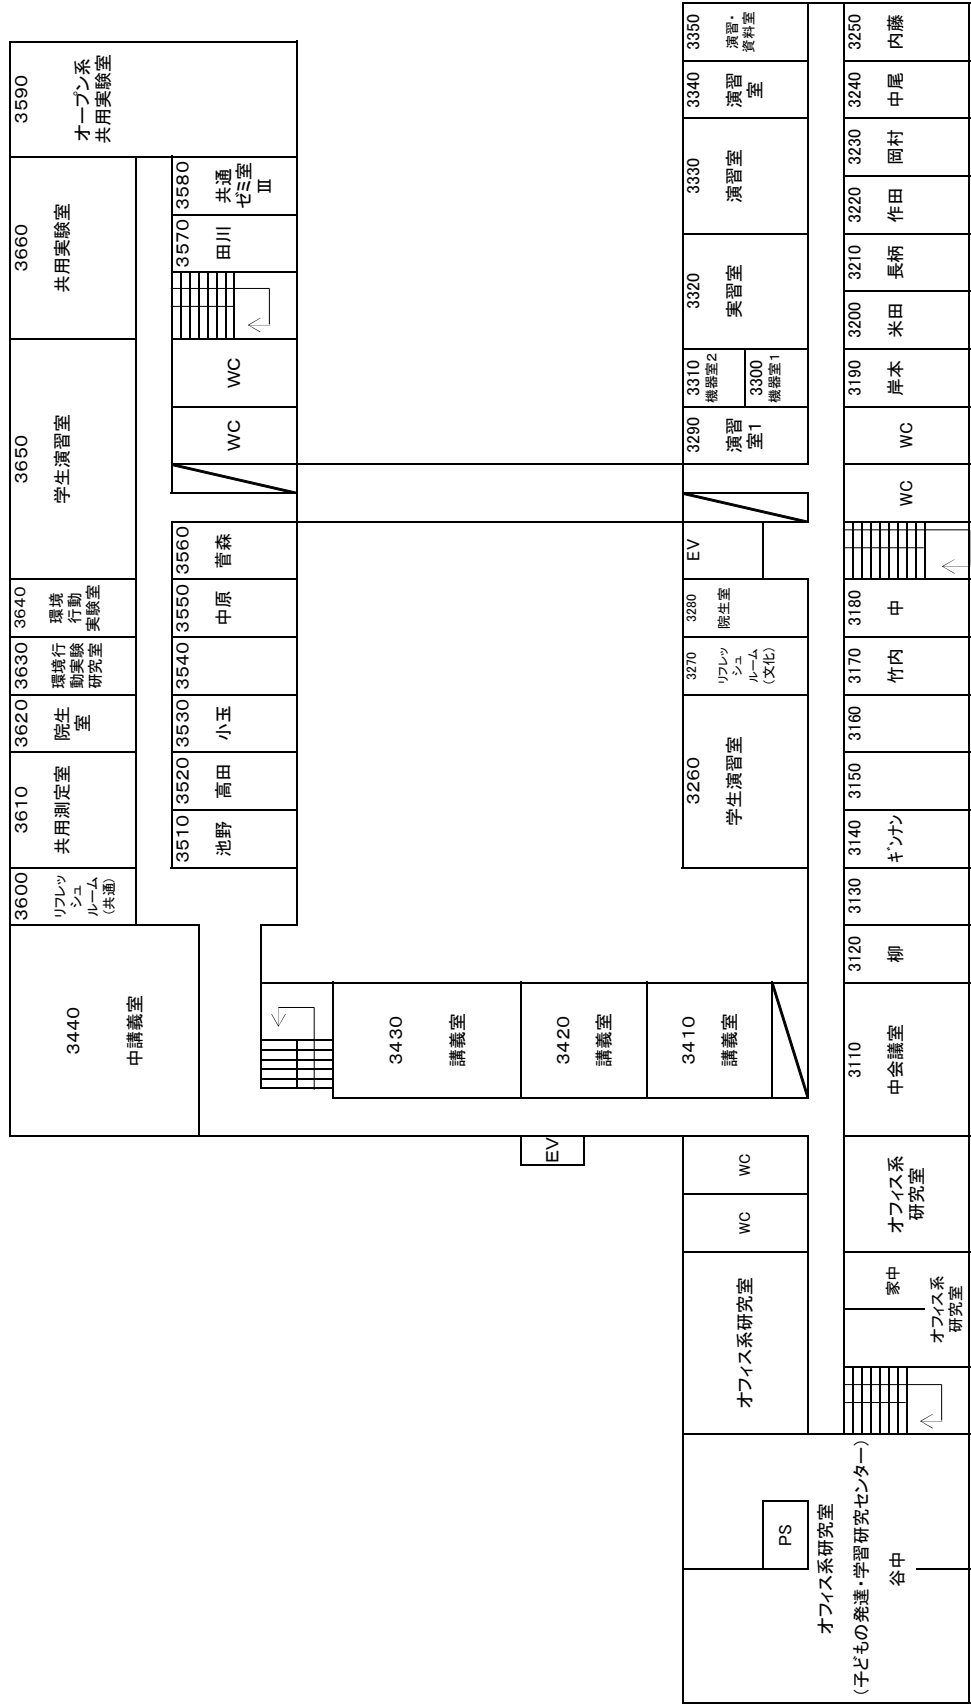 3590
オープン系
共用実験室
3660
共用実験室
3650
学生演習室
3640
環境
行動
実験室
3630
環境行
動実験
研究室
3620
院生
室
3610
共用測定室
3600
リフレッ
シュ
ルーム
(共通)
3440
中講義室
3580
共通
ゼミ室
Ⅲ
3570
田川
WC
WC
3560
菅森
3550
中原
3540
3530
小玉
3520
高田
3510
池野
3430
講義室
3420
講義室
3410
講義室
EV
3350
演習・
資料室
3340
演習
室
3330
演習室
3320
実習室
3310
機器室2
3300
機器室1
3290
演習
室1
EV
3280
院生室
3270
リフレッ
シュ
ルーム
(文化)
3260
学生演習室
WC
WC
オフィス系研究室
3250
内藤
3240
中尾
3230
岡村
3220
作田
3210
長柄
3200
米田
3190
岸本
WC
WC
3180
中
3170
竹内
3160
3150
3140
ギンナン
3130
3120
柳
3110
中会議室
オフィス系
研究室
家中
オフィス系
研究室
PS
オフィス系研究室
(子どもの発達・学習研究センター)
谷中